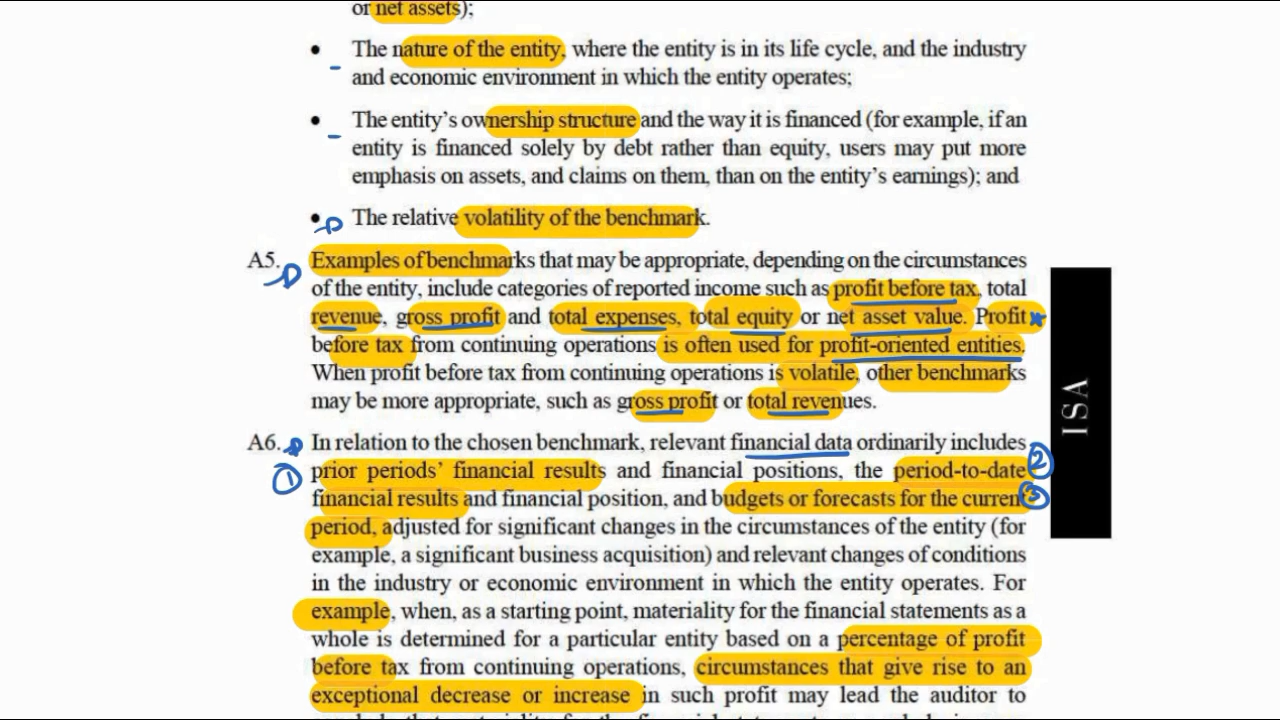 or net assets);
• The nature of the entity, where the entity is in its life cycle, and the industry
and economic environment in which the entity operates;
• The entity's ownership structure and the way it is financed (for example, if an
entity is financed solely by debt rather than equity, users may put more
emphasis on assets, and claims on them, than on the entity's earnings); and
• The relative volatility of the benchmark.
A5. Examples of benchmarks that may be appropriate, depending on the circumstances
of the entity, include categories of reported income such as profit before tax, total
revenue, gross profit and total expenses, total equity or net asset value. Profit
before tax from continuing operations is often used for profit-oriented entities.
When profit before tax from continuing operations is volatile, other benchmarks
may be more appropriate, such as gross profit or total revenues.
A6. In relation to the chosen benchmark, relevant financial data ordinarily includes
1 prior periods' financial results and financial positions, the period-to-date 2
financial results and financial position, and budgets or forecasts for the current 3
period, adjusted for significant changes in the circumstances of the entity (for
example, a significant business acquisition) and relevant changes of conditions
in the industry or economic environment in which the entity operates. For
example, when, as a starting point, materiality for the financial statements as a
whole is determined for a particular entity based on a percentage of profit
before tax from continuing operations, circumstances that give rise to an
exceptional decrease or increase in such profit may lead the auditor to
ISA